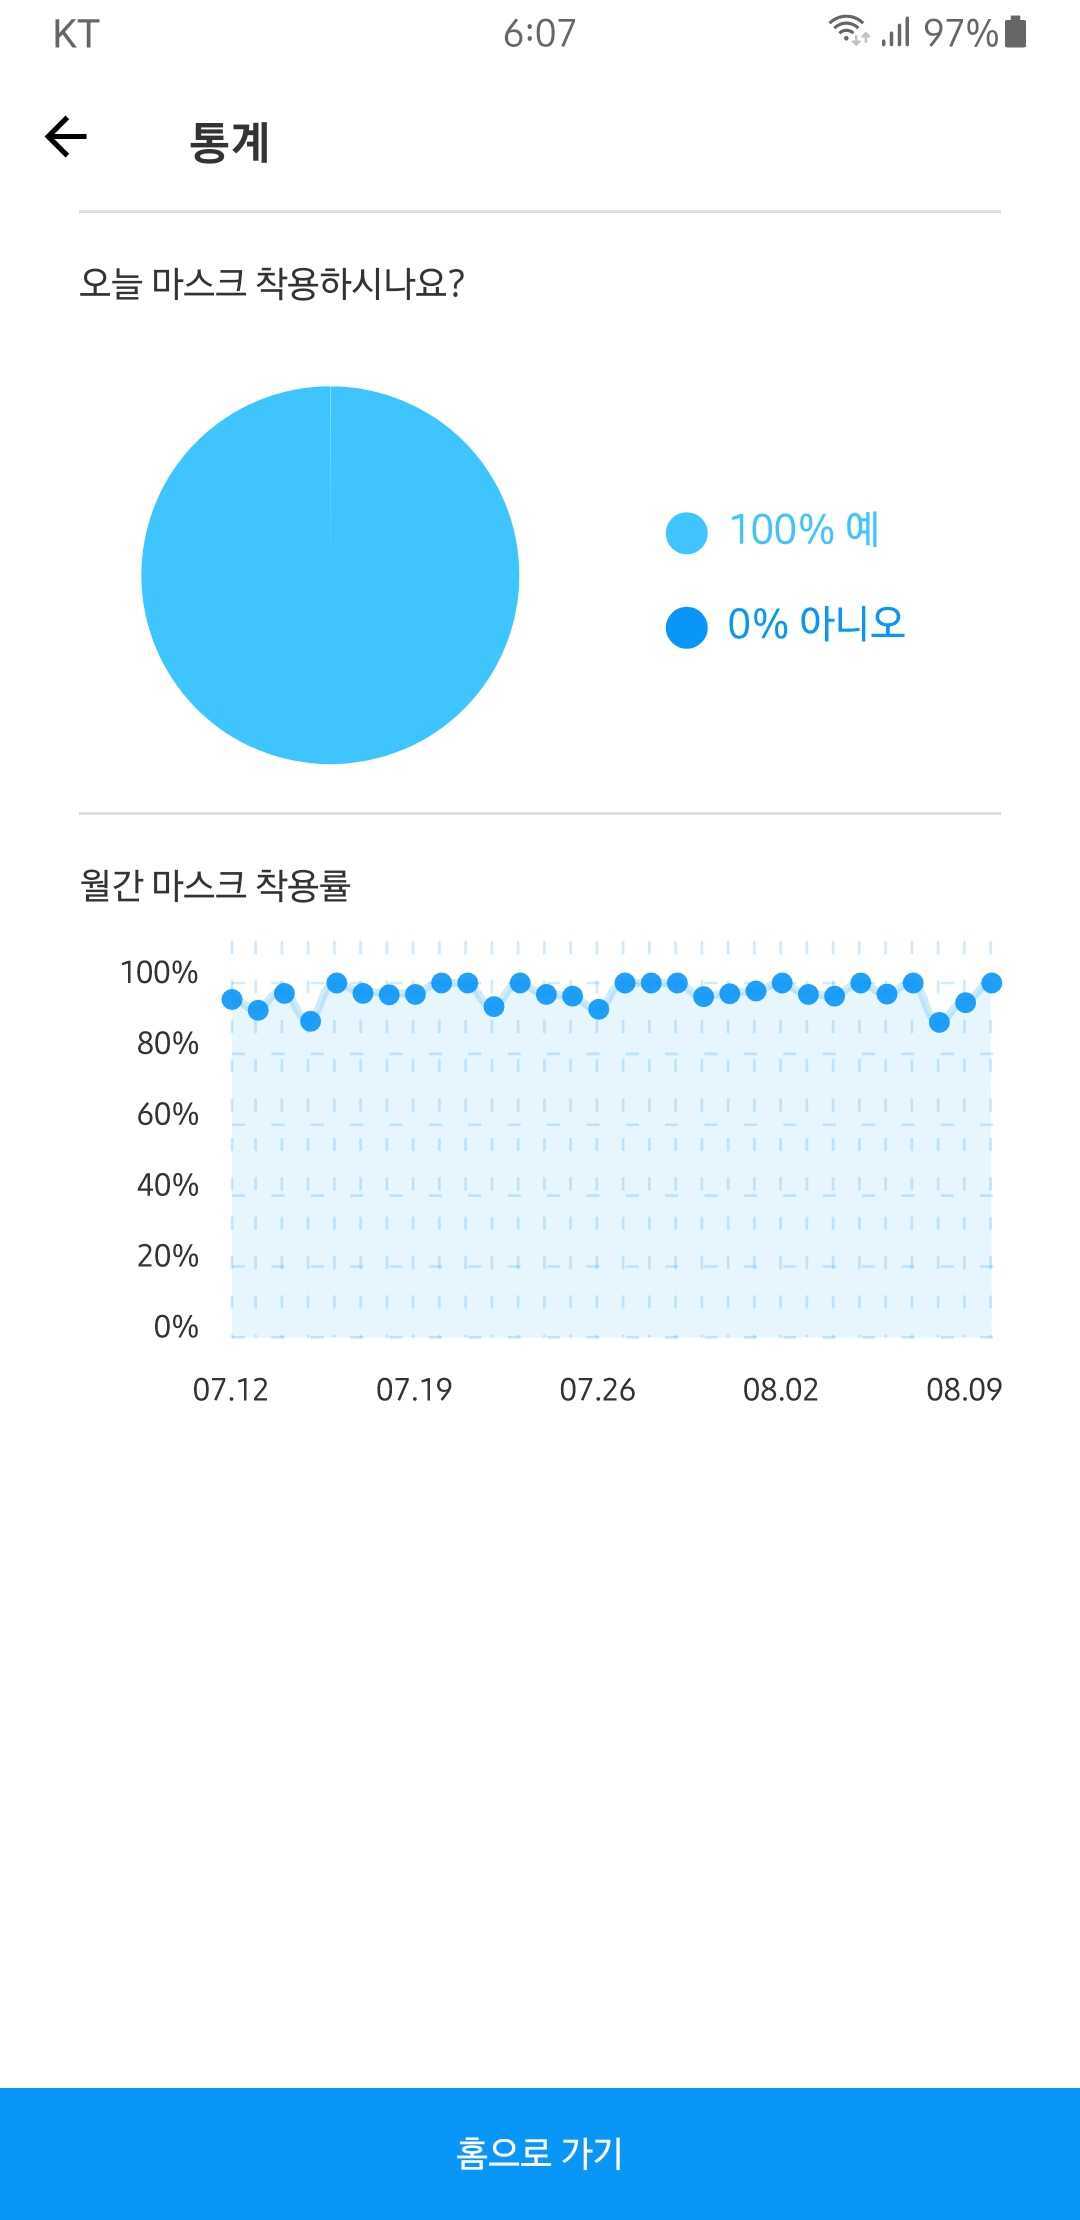 KT 6:07 97%
통계
오늘 마스크 착용하시나요?
100% 예
0% 아니오
월간 마스크 착용률
100%
80%
60%
40%
20%
0%
07.12 07.19 07.26 08.02 08.09
홈으로 가기